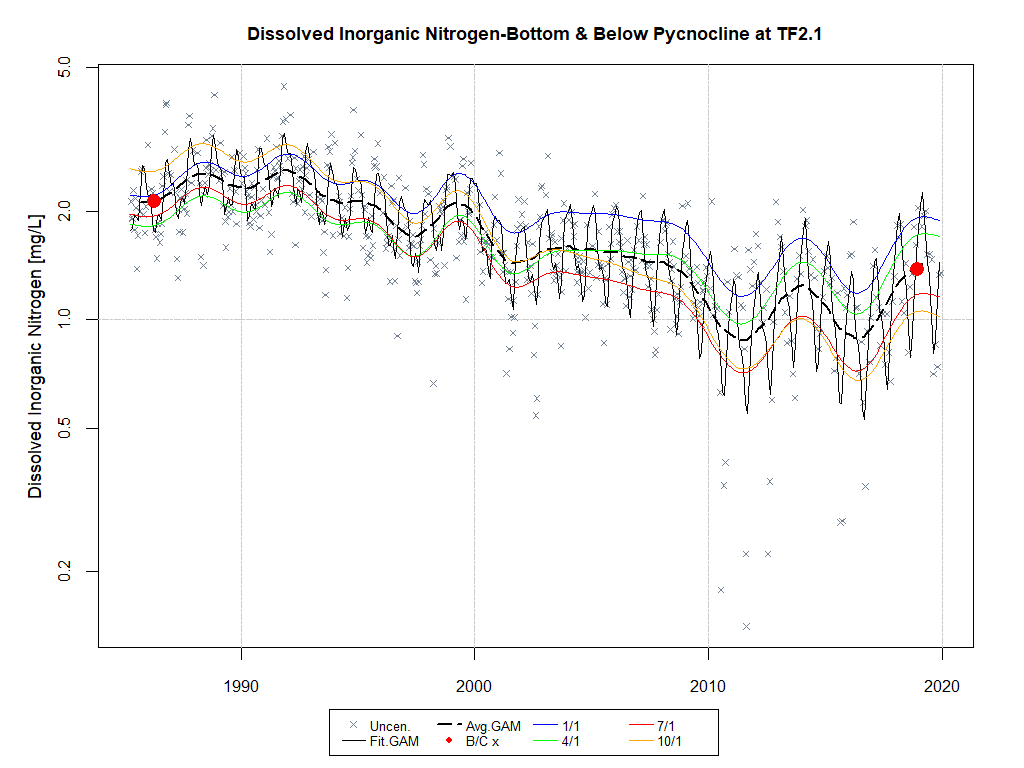 Dissolved Inorganic Nitrogen-Bottom & Below Pycnocline at TF2.1
Dissolved Inorganic Nitrogen [mg/L]
5.0
2.0
1.0
0.5
0.2
1990 2000 2010 2020
Uncen. Avg.GAM 1/1 7/1
Fit.GAM B/C x 4/1 10/1